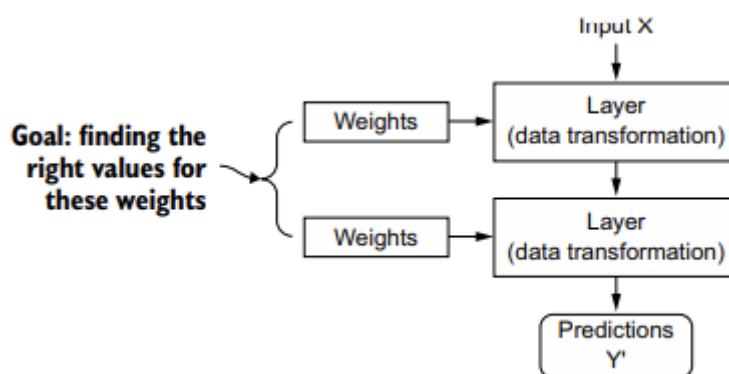 Input X
Layer
(data transformation)
Weights
Goal: finding the
right values for
these weights
Layer
(data transformation)
Weights
Predictions
Y'